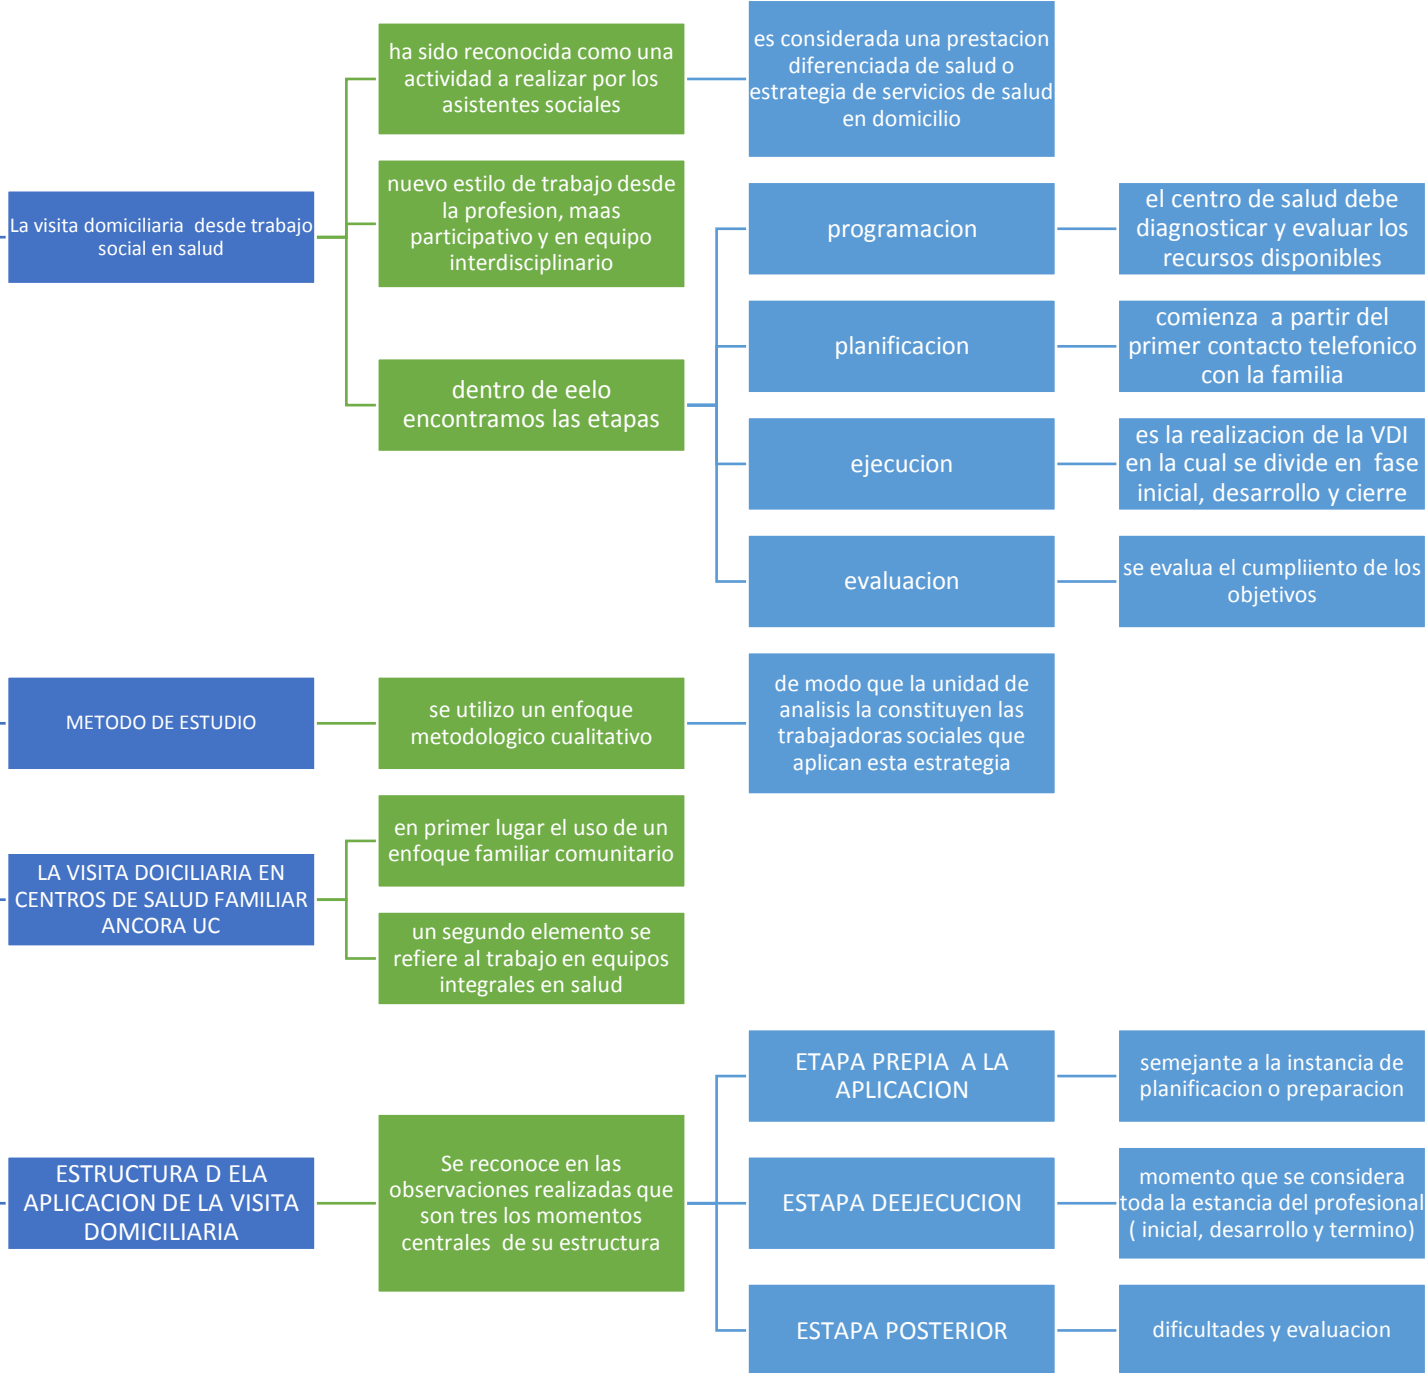 ha sido reconocida como una
actividad a realizar por los
asistentes sociales
es considerada una prestacion
diferenciada de salud o
estrategia de servicios de salud
en domicilio
La visita domiciliaria  desde trabajo
social en salud
nuevo estilo de trabajo desde
la profesion, maas
participativo y en equipo
interdisciplinario
dentro de eelo
encontramos las etapas
programacion
el centro de salud debe
diagnosticar y evaluar los
recursos disponibles
planificacion
comienza  a partir del
primer contacto telefonico
con la familia
ejecucion
es la realizacion de la VDI
en la cual se divide en  fase
inicial, desarrollo y cierre
evaluacion
se evalua el cumpliiento de los
objetivos
METODO DE ESTUDIO
se utilizo un enfoque
metodologico cualitativo
de modo que la unidad de
analisis la constituyen las
trabajadoras sociales que
aplican esta estrategia
LA VISITA DOICILIARIA EN
CENTROS DE SALUD FAMILIAR
ANCORA UC
en primer lugar el uso de un
enfoque familiar comunitario
un segundo elemento se
refiere al trabajo en equipos
integrales en salud
ESTRUCTURA D ELA
APLICACION DE LA VISITA
DOMICILIARIA
Se reconoce en las
observaciones realizadas que
son tres los momentos
centrales  de su estructura
ETAPA PREPIA  A LA
APLICACION
semejante a la instancia de
planificacion o preparacion
ESTAPA DEEJECUCION
momento que se considera
toda la estancia del profesional
( inicial, desarrollo y termino)
ESTAPA POSTERIOR
dificultades y evaluacion